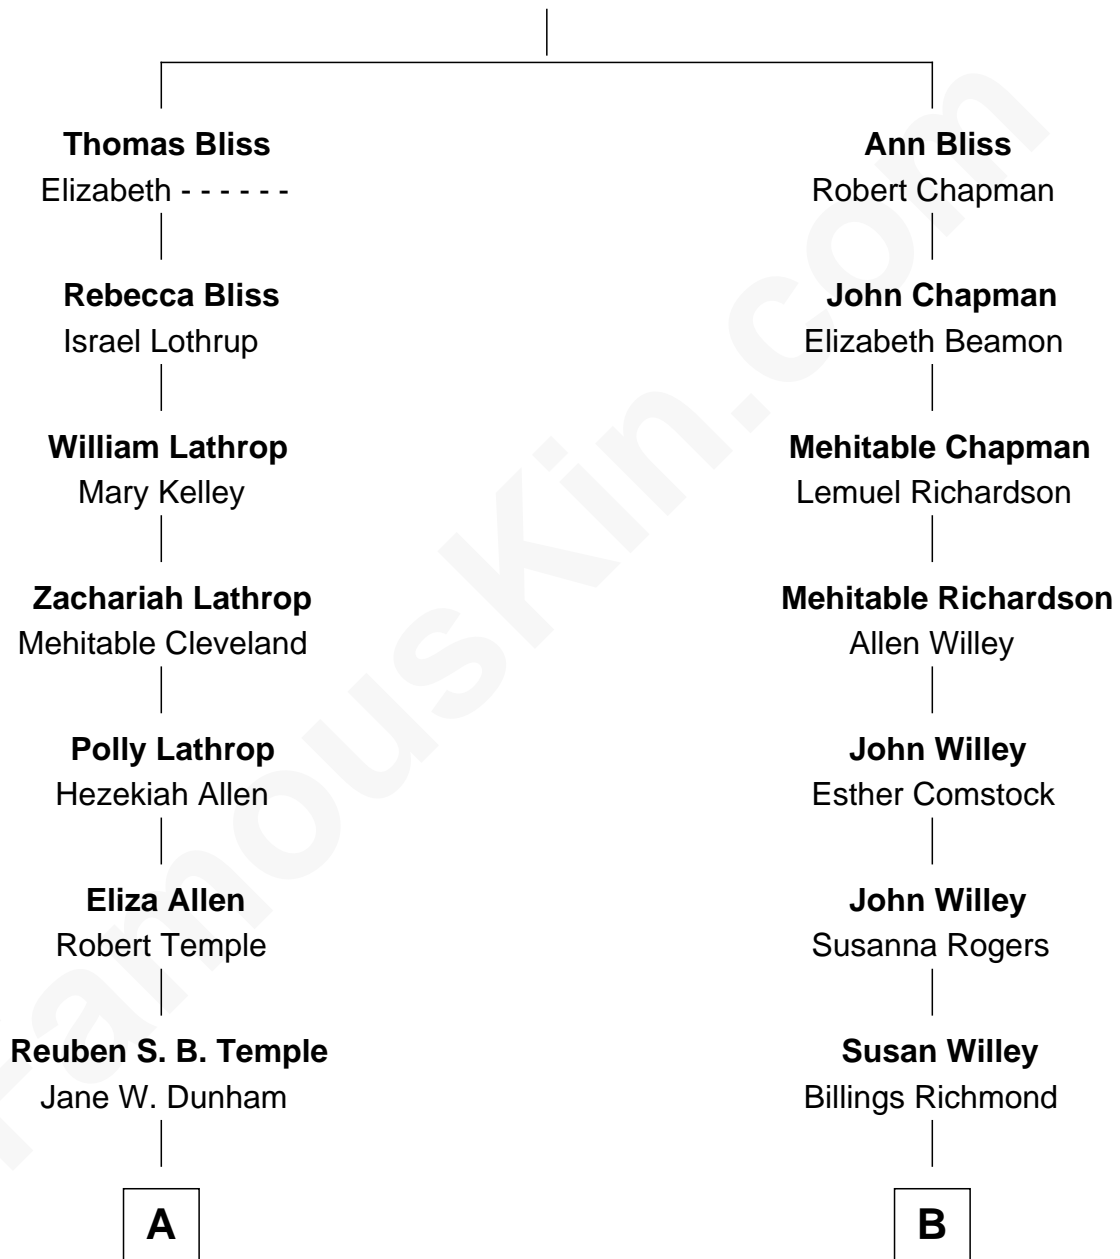 Thomas Bliss
Elizabeth - - - - - -
Rebecca Bliss
Israel Lothrup
William Lathrop
Mary Kelley
Zachariah Lathrop
Mehitable Cleveland
Polly Lathrop
Hezekiah Allen
Eliza Allen
Robert Temple
Reuben S. B. Temple
Jane W. Dunham
A
Ann Bliss
Robert Chapman
John Chapman
Elizabeth Beamon
Mehitable Chapman
Lemuel Richardson
Mehitable Richardson
Allen Willey
John Willey
Esther Comstock
John Willey
Susanna Rogers
Susan Willey
Billings Richmond
B
FamousKin.com